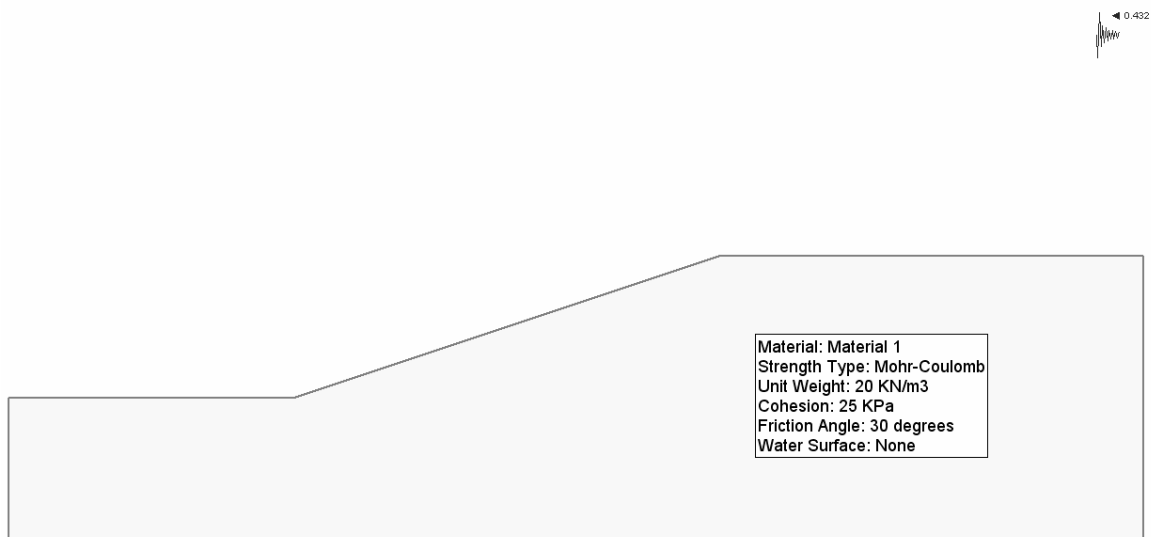 ◄ 0.432
Material: Material 1
Strength Type: Mohr-Coulomb
Unit Weight: 20 KN/m3
Cohesion: 25 KPa
Friction Angle: 30 degrees
Water Surface: None